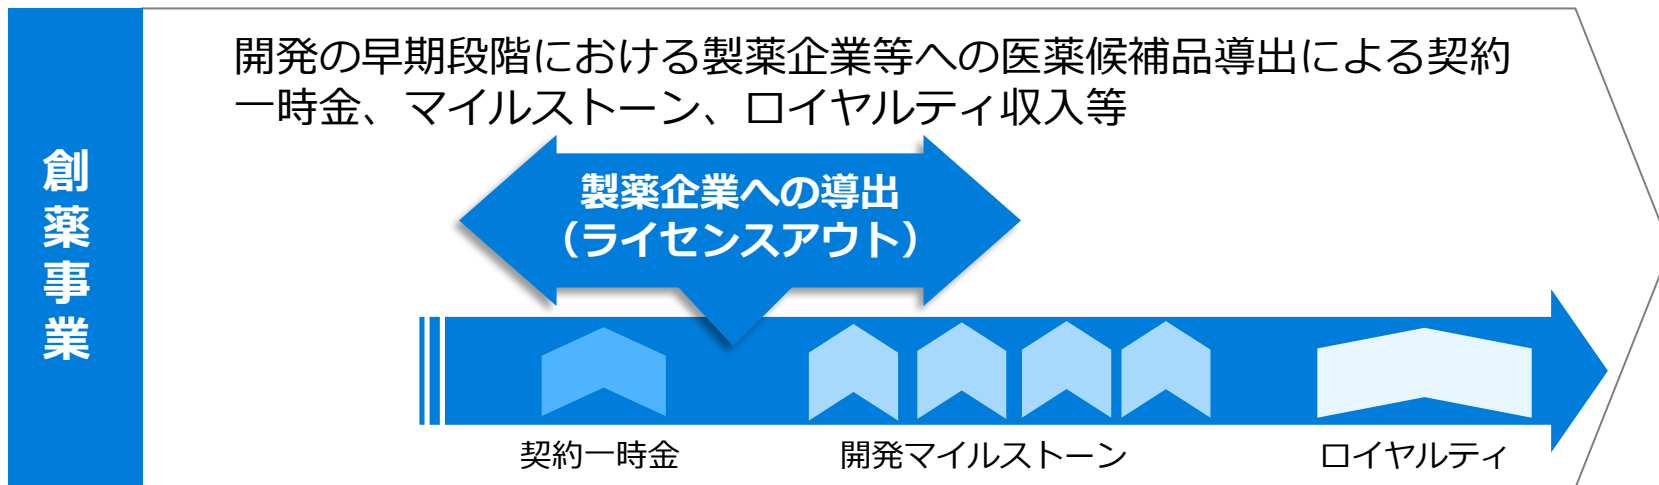 創薬事業
開発の早期段階における製薬企業等への医薬候補品導出による契約
一時金、マイルストーン、ロイヤルティ収入等
製薬企業への導出
（ライセンスアウト）
契約一時金
開発マイルストーン
ロイヤルティ